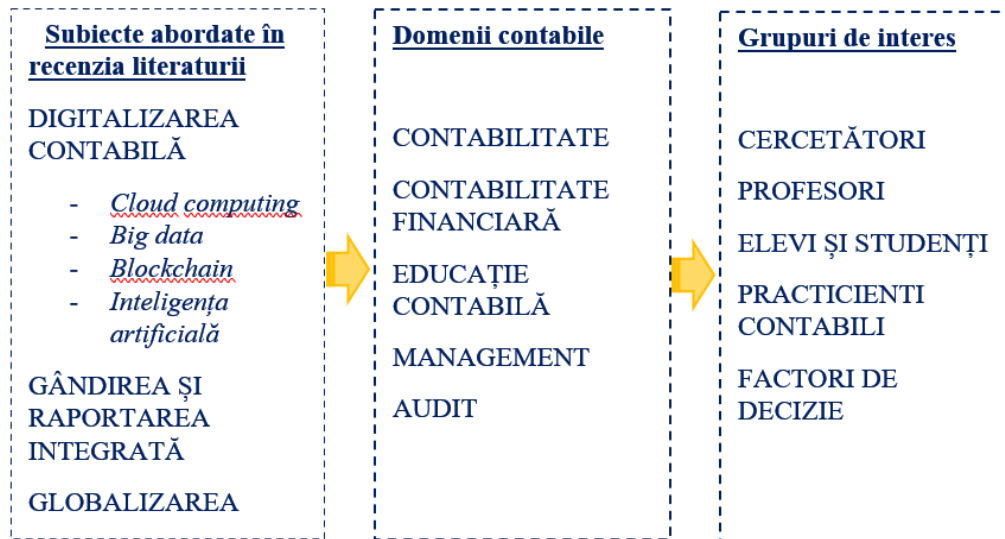 Subiecte abordate în
recenzia literaturii
DIGITALIZAREA
CONTABILĂ
- Cloud computing
- Big data
- Blockchain
- Inteligența
artificială
GÂNDIREA ȘI
RAPORTAREA
INTEGRATĂ
GLOBALIZAREA
Domenii contabile
CONTABILITATE
CONTABILITATE
FINANCIARĂ
EDUCAȚIE
CONTABILĂ
MANAGEMENT
AUDIT
Grupuri de interes
CERCETĂTORI
PROFESORI
ELEVI ȘI STUDENȚI
PRACTICIENTI
CONTABILI
FACTORI DE
DECIZIE